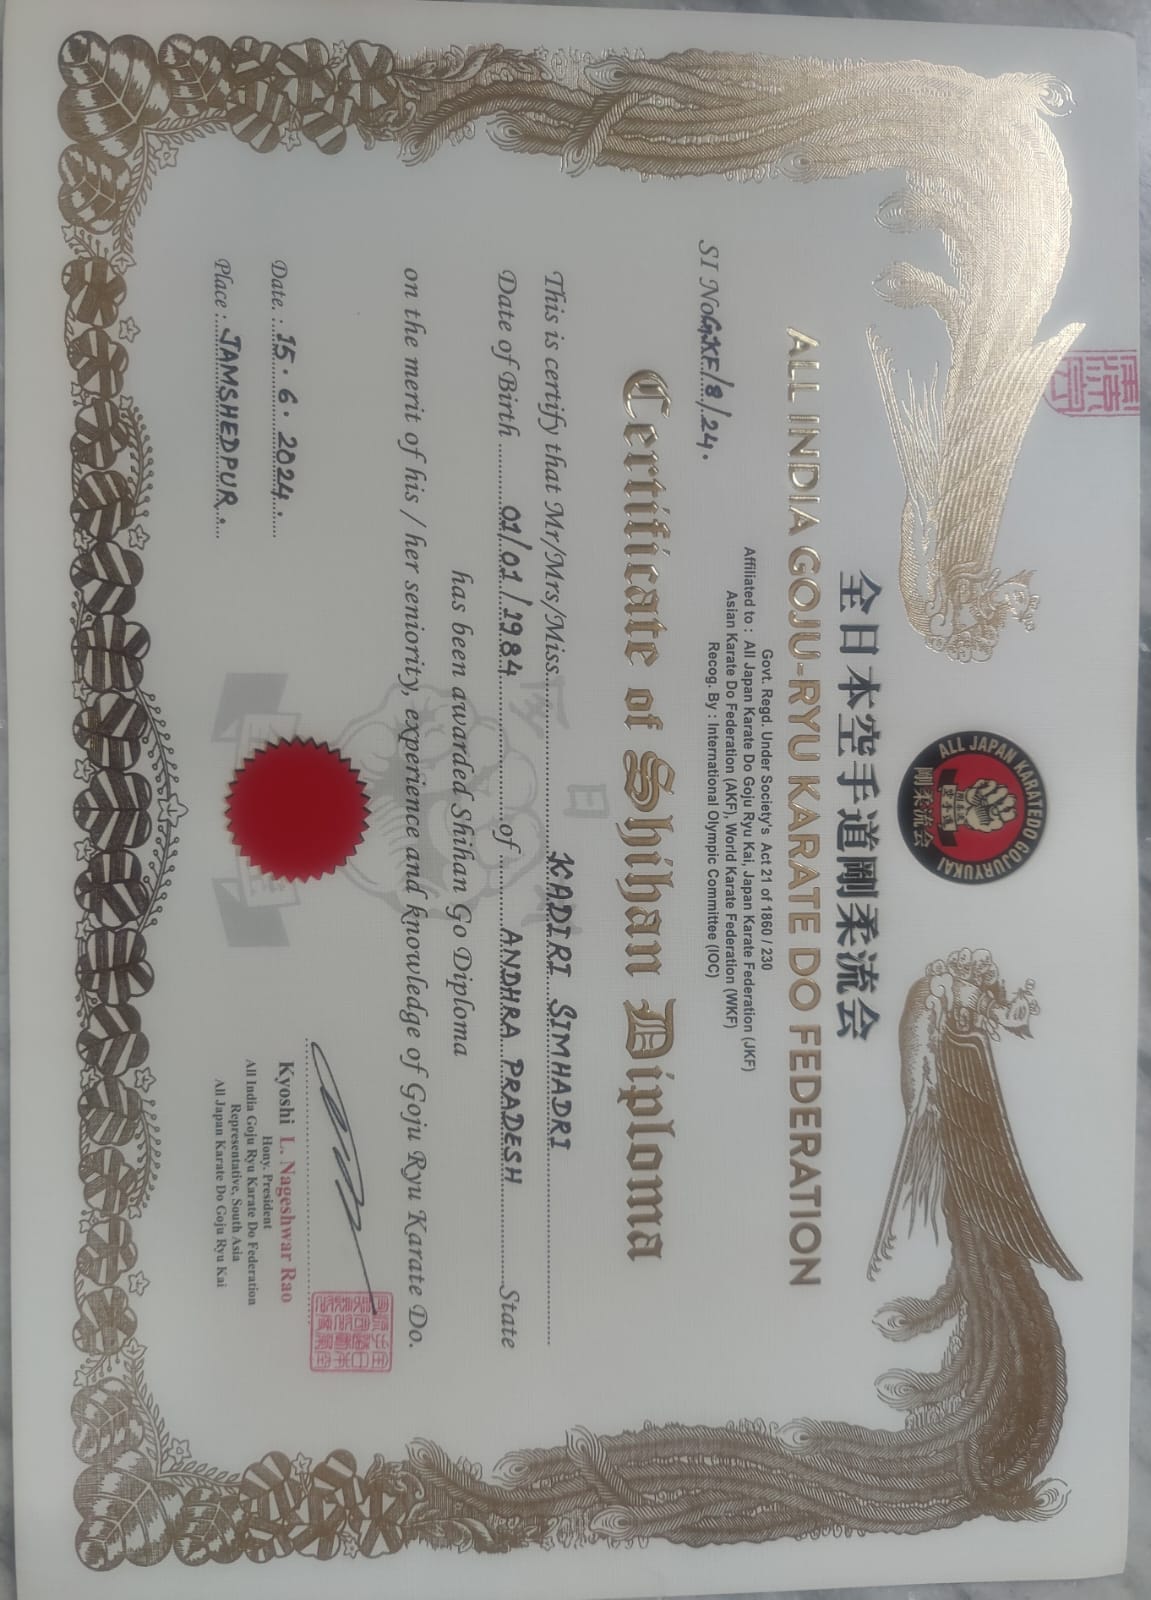 ALL JAPAN KARATEDO GOJURYUKAI
剛柔流会
全日本空手道剛柔流会
ALL INDIA GOJU-RYU KARATE DO FEDERATION
Govt. Regd. Under Society's Act 21 of 1860 / 230
Affiliated to : All Japan Karate Do Goju Ryu Kai, Japan Karate Federation (JKF)
Asian Karate Do Federation (AKF), World Karate Federation (WKF)
Recog. By : International Olympic Committee (IOC)
SI No. GKF/8/24.
Certificate of Shihan Diploma
This is certify that Mr/Mrs/Miss KADIRI SIMHADRI
Date of Birth 01/01/1984 of ANDHRA PRADESH State
has been awarded Shihan Go Diploma
on the merit of his / her seniority, experience and knowledge of Goju Ryu Karate Do.
Date. : 15.6.2024.
Place : JAMSHEDPUR.
Kyoshi L. Nageshwar Rao
Hony. President
All India Goju Ryu Karate Do Federation
Representative, South Asia
All Japan Karate Do Goju Ryu Kai